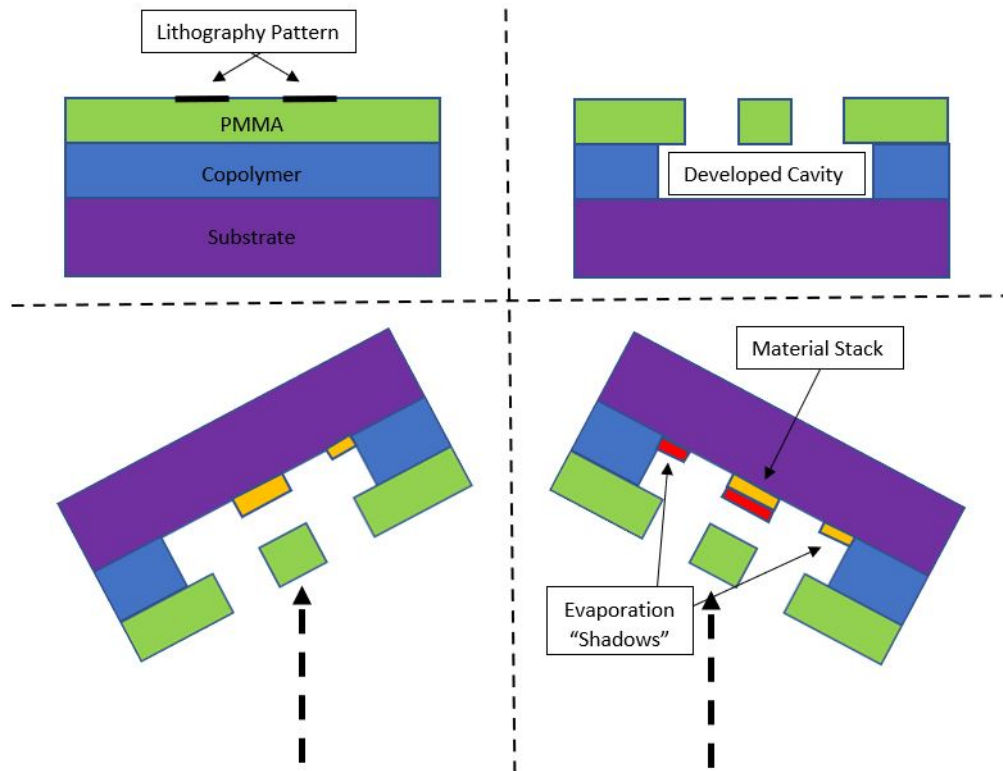 Lithography Pattern
PMMA
Copolymer
Substrate
Developed Cavity
Material Stack
Evaporation
“Shadows”